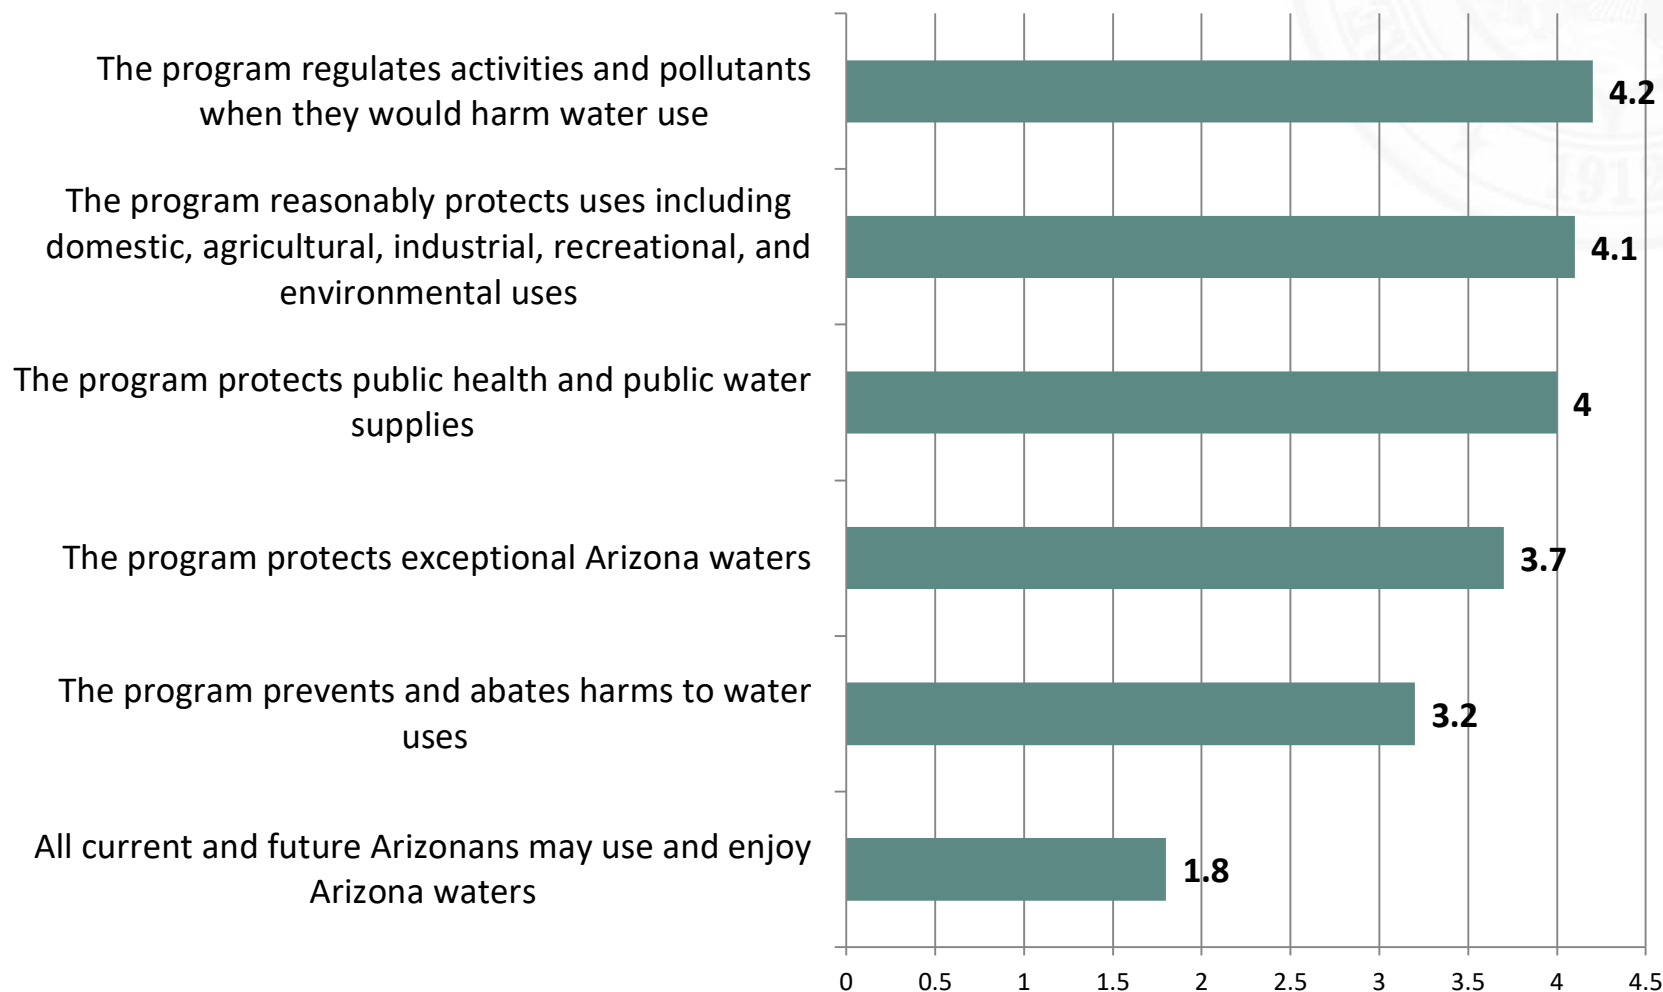 The program regulates activities and pollutants
when they would harm water use
4.2
The program reasonably protects uses including
domestic, agricultural, industrial, recreational, and
environmental uses
4.1
The program protects public health and public water
supplies
4
The program protects exceptional Arizona waters
3.7
The program prevents and abates harms to water
uses
3.2
All current and future Arizonans may use and enjoy
Arizona waters
1.8
0 0.5 1 1.5 2 2.5 3 3.5 4 4.5
1912